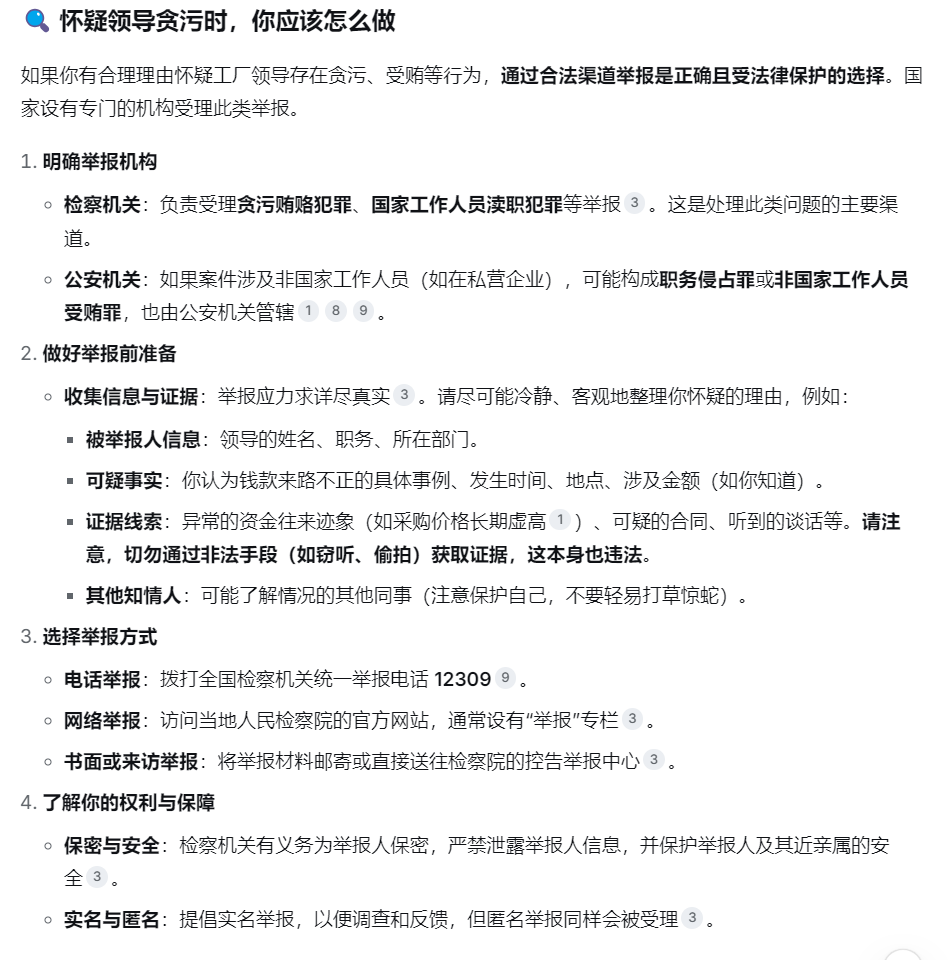 🔍 怀疑领导贪污时，你应该怎么做
如果你有合理理由怀疑工厂领导存在贪污、受贿等行为，通过合法渠道举报是正确且受法律保护的选择。国
家设有专门的机构受理此类举报。
1. 明确举报机构
检察机关：负责受理贪污贿赂犯罪、国家工作人员渎职犯罪等举报 3 。这是处理此类问题的主要渠
道。
公安机关：如果案件涉及非国家工作人员（如在私营企业），可能构成职务侵占罪或非国家工作人员
受贿罪，也由公安机关管辖 1 8 9 。
2. 做好举报前准备
收集信息与证据：举报应力求详尽真实 3 。请尽可能冷静、客观地整理你怀疑的理由，例如：
被举报人信息：领导的姓名、职务、所在部门。
可疑事实：你认为钱款来路不正的具体事例、发生时间、地点、涉及金额（如你知道）。
证据线索：异常的资金往来迹象（如采购价格长期虚高 1 ）、可疑的合同、听到的谈话等。请注
意，切勿通过非法手段（如窃听、偷拍）获取证据，这本身也违法。
其他知情人：可能了解情况的其他同事（注意保护自己，不要轻易打草惊蛇）。
3. 选择举报方式
电话举报：拨打全国检察机关统一举报电话 12309 9 。
网络举报：访问当地人民检察院的官方网站，通常设有“举报”专栏 3 。
书面或来访举报：将举报材料邮寄或直接送往检察院的控告举报中心 3 。
4. 了解你的权利与保障
保密与安全：检察机关有义务为举报人保密，严禁泄露举报人信息，并保护举报人及其近亲属的安
全 3 。
实名与匿名：提倡实名举报，以便调查和反馈，但匿名举报同样会被受理 3 。